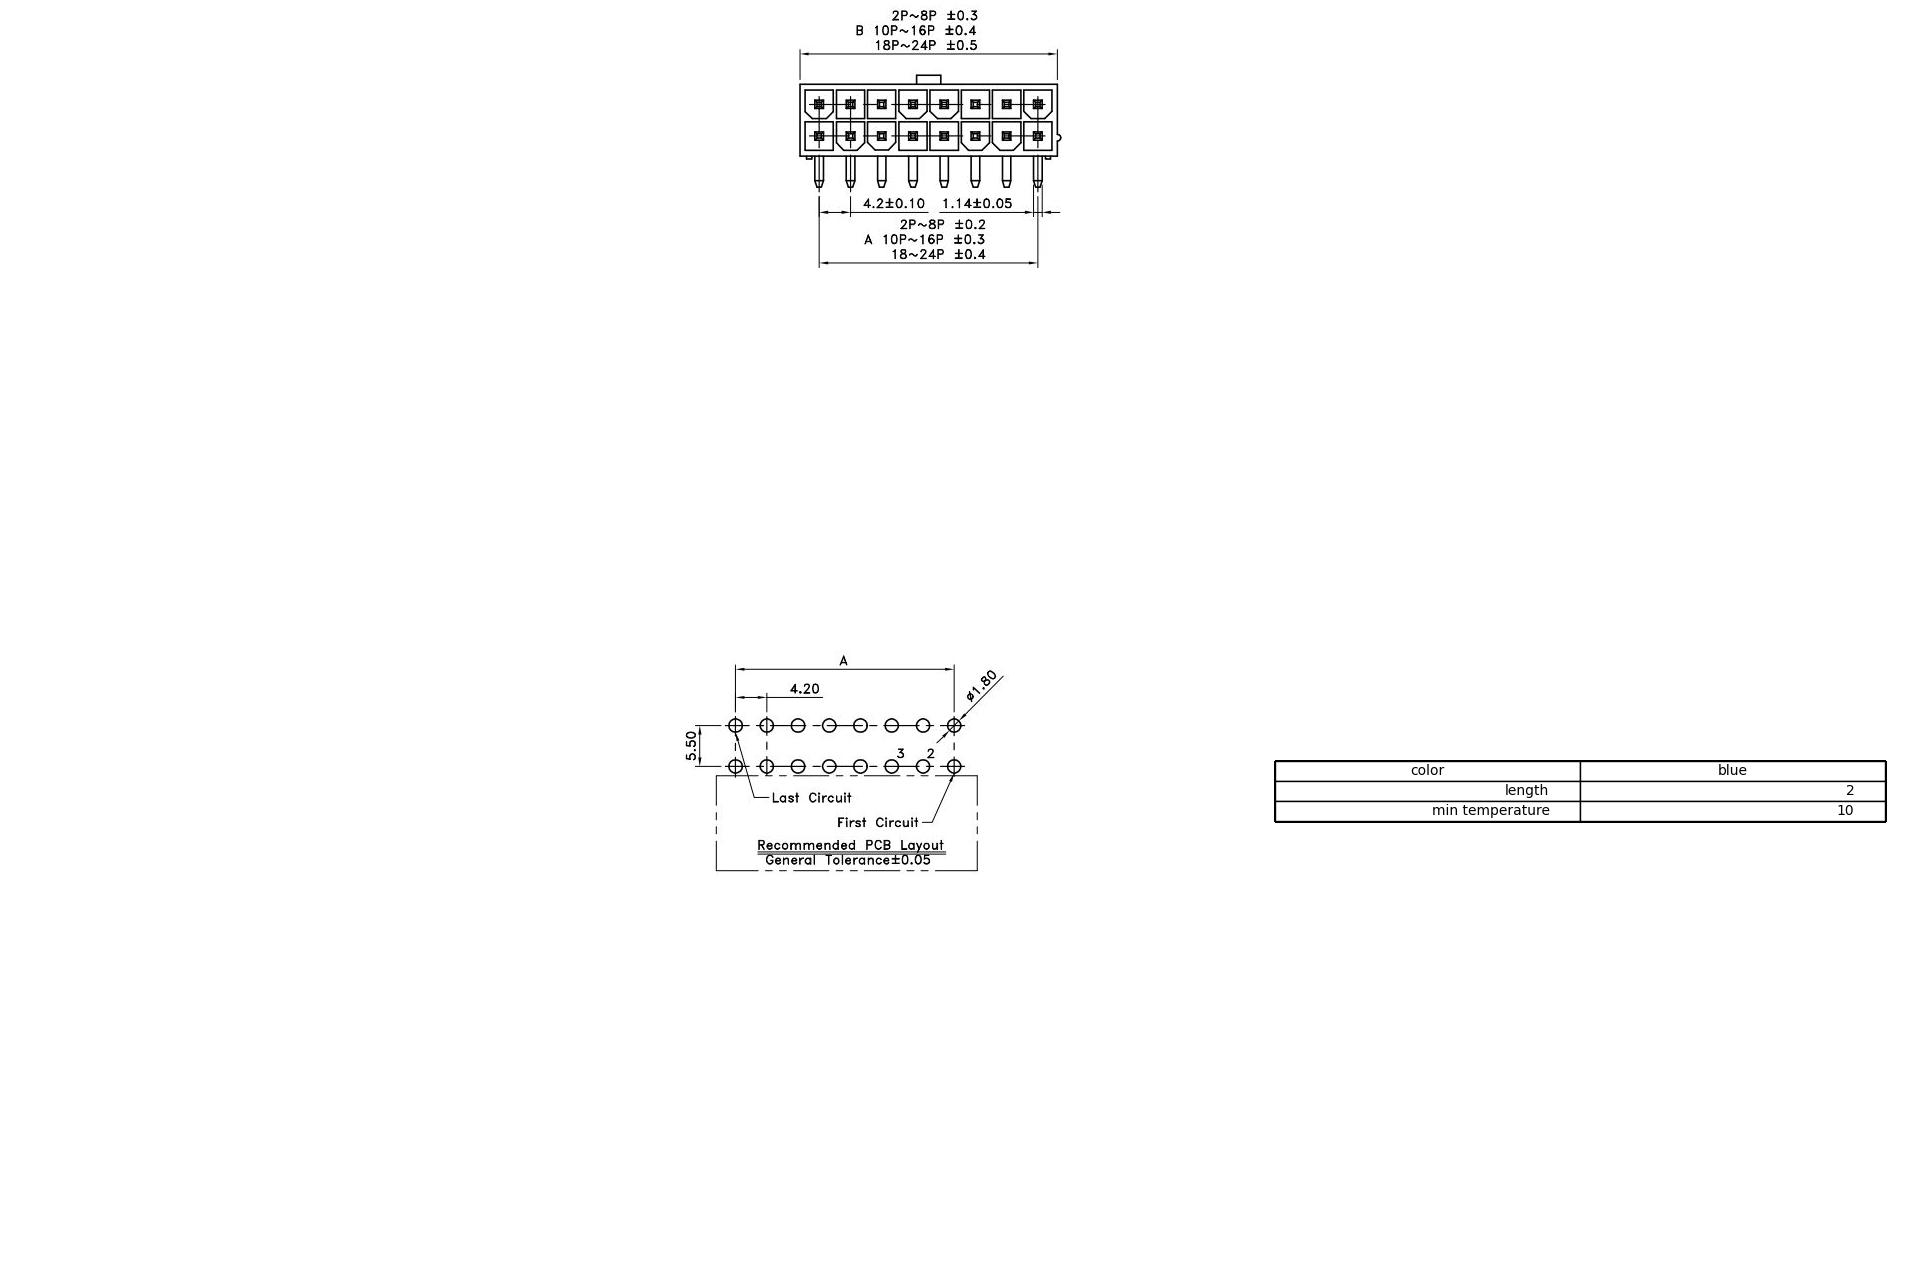 2P~8P ±0.3
B 10P~16P ±0.4
18P~24P ±0.5
4.2±0.10 1.14±0.05
2P~8P ±0.2
A 10P~16P ±0.3
18~24P ±0.4
A
4.20
ø1.80
5.50
3 2
Last Circuit
First Circuit
Recommended PCB Layout
General Tolerance±0.05
color blue
length 2
min temperature 10